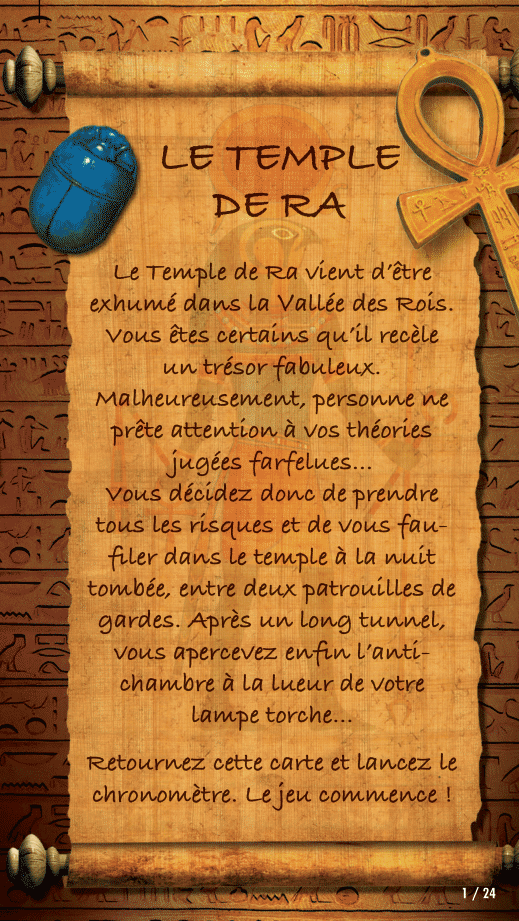 LE TEMPLE
DE RA
Le Temple de Ra vient d'être
exhumé dans la Vallée des Rois.
Vous êtes certains qu'il recèle
un trésor fabuleux.
Malheureusement, personne ne
prête attention à vos théories
jugées farfelues...
Vous décidez donc de prendre
tous les risques et de vous fau-
filer dans le temple à la nuit
tombée, entre deux patrouilles de
gardes. Après un long tunnel,
vous apercevez enfin l'anti-
chambre à la lueur de votre
lampe torche...
Retournez cette carte et lancez le
chronomètre. Le jeu commence !
1 / 24